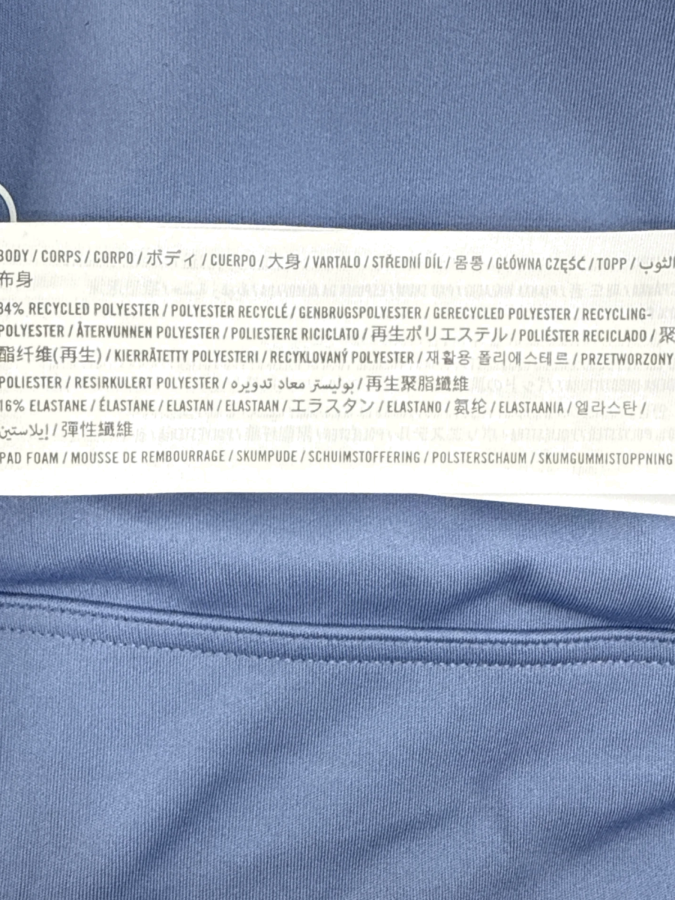 BODY / CORPS / CORPO / ボディ / CUERPO / 大身 / VARTALO / STŘEDNÍ DÍL / 몸통 / GŁÓWNA CZĘŚĆ / TOPP / الثوب
布身
84% RECYCLED POLYESTER / POLYESTER RECYCLÉ / GENBRUGSPOLYESTER / GERECYCLED POLYESTER / RECYCLING-
POLYESTER / ÅTERVUNNEN POLYESTER / POLIESTERE RICICLATO / 再生ポリエステル / POLIÉSTER RECICLADO / 聚
酯纤维(再生) / KIERRÄTETTY POLYESTERI / RECYKLOVANÝ POLYESTER / 재활용 폴리에스테르 / PRZETWORZONY
POLIESTER / RESIRKULERT POLYESTER / بوليستر معاد تدويره / 再生聚脂纖維
16% ELASTANE / ÉLASTANE / ELASTAN / ELASTAAN / エラスタン / ELASTANO / 氨纶 / ELASTAANIA / 엘라스탄 /
إيلاستين / 彈性纖維
PAD FOAM / MOUSSE DE REMBOURRAGE / SKUMPUDE / SCHUIMSTOFFERING / POLSTERSCHAUM / SKUMGUMMISTOPPNING